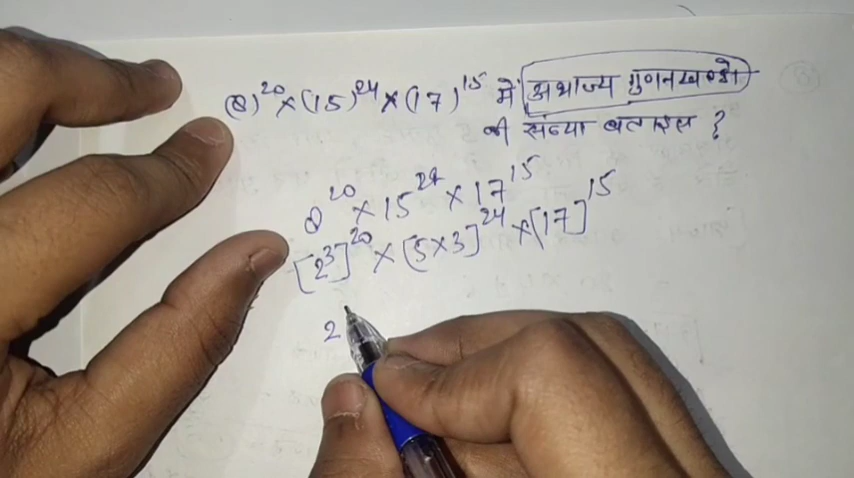 (8)^20 × (15)^24 × (17)^15 में अभाज्य गुणनखण्डो
की संख्या बताइए ?
8^20 × 15^24 × 17^15
[2^3]^20 × [5×3]^24 × [17]^15
2